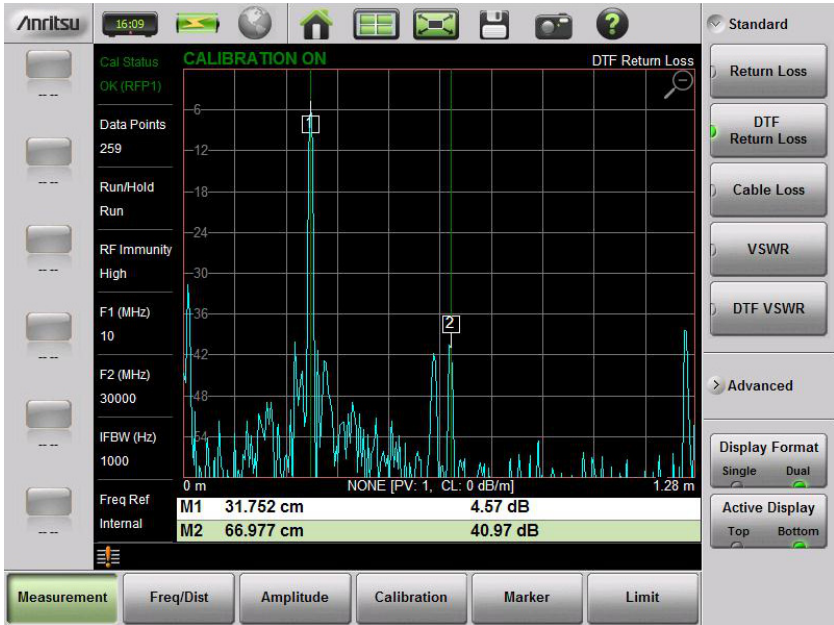 Anritsu
16:09
Standard
Cal Status
OK (RFP1)
CALIBRATION ON
DTF Return Loss
Data Points
259
Run/Hold
Run
RF Immunity
High
F1 (MHz)
10
F2 (MHz)
30000
IFBW (Hz)
1000
Freq Ref
Internal
-- --
-- --
-- --
-- --
-- --
-- --
-6
-12
-18
-24
-30
-36
-42
-48
-54
1
2
0 m
NONE [PV: 1, CL: 0 dB/m]
1.28 m
M1 31.752 cm 4.57 dB
M2 66.977 cm 40.97 dB
Return Loss
DTF
Return Loss
Cable Loss
VSWR
DTF VSWR
Advanced
Display Format
Single Dual
Active Display
Top Bottom
Measurement
Freq/Dist
Amplitude
Calibration
Marker
Limit